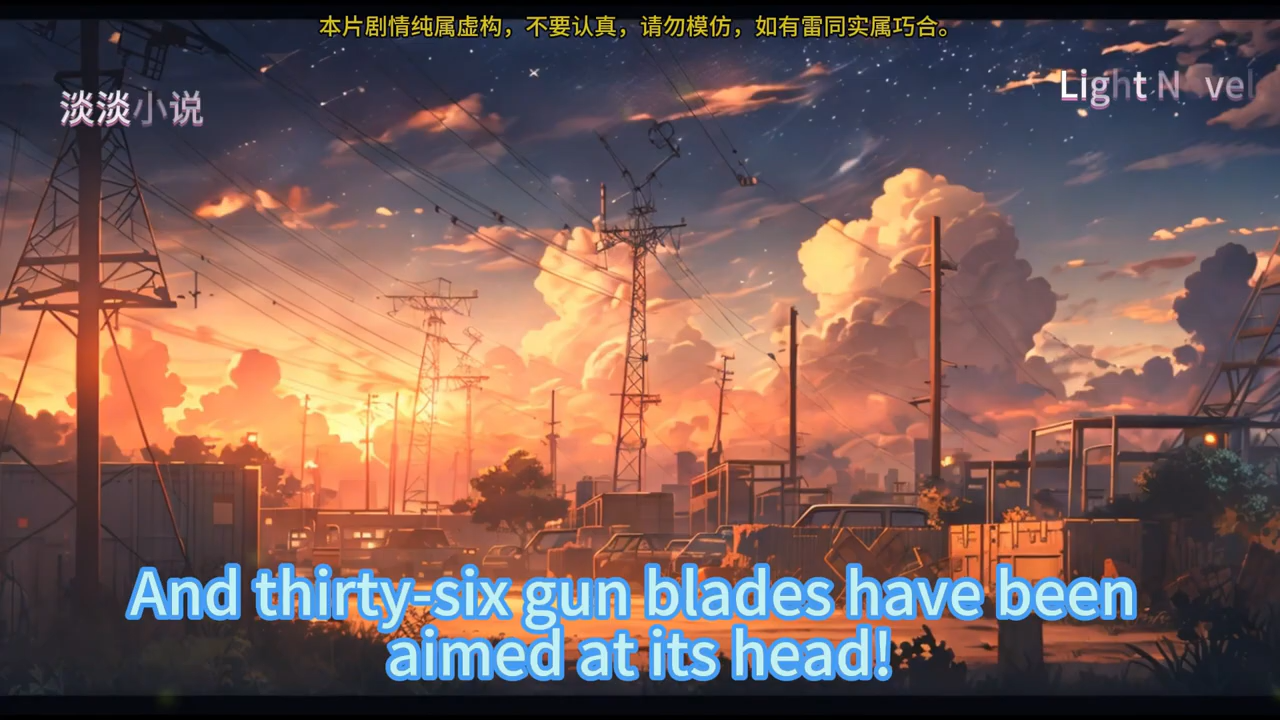 本片剧情纯属虚构，不要认真，请勿模仿，如有雷同实属巧合。
淡淡小说
Light Novel
And thirty-six gun blades have been
aimed at its head!